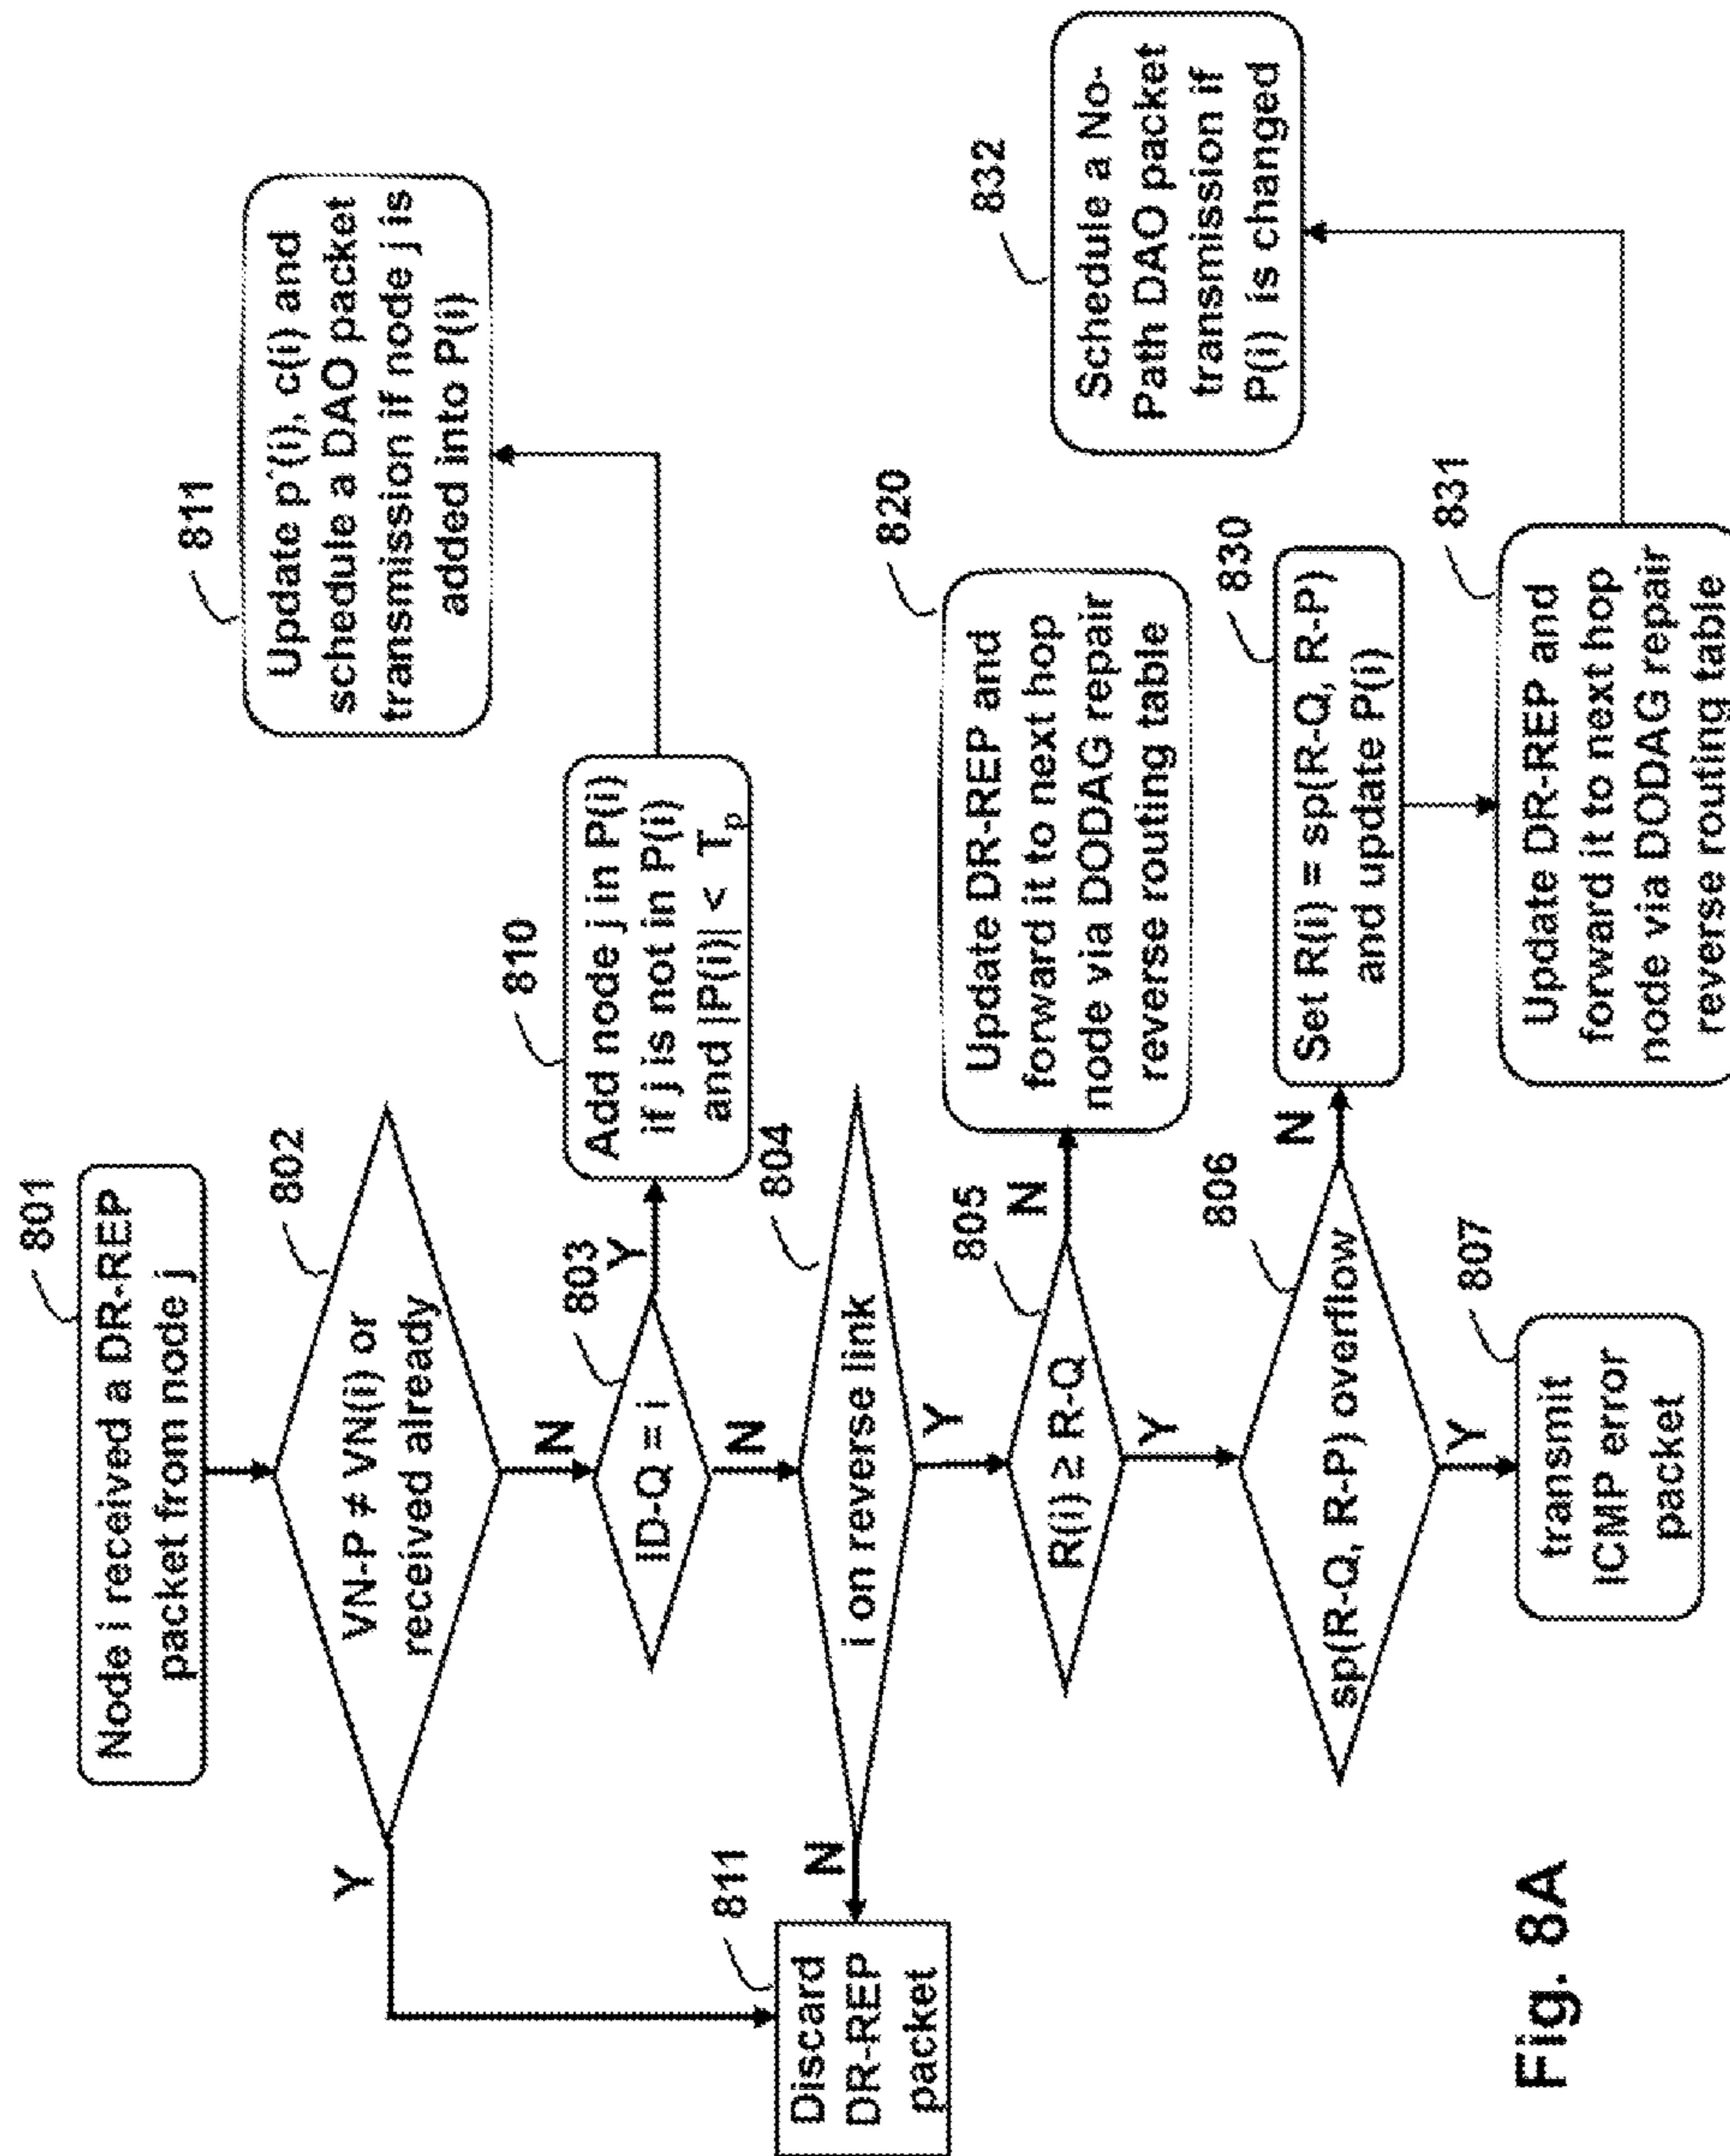 801
Node i received a DR-REP
packet from node j
802
VN-P ≠ VN(i) or
received already
Y
N
803
ID-Q = i
Y
N
810
Add node j in P(i)
if j is not in P(i)
and |P(i)| < Tp
811
Update p*(i), c(i) and
schedule a DAO packet
transmission if node j is
added into P(i)
804
i on reverse link
N
Y
811
Discard
DR-REP
packet
805
R(i) ≥ R-Q
N
Y
820
Update DR-REP and
forward it to next hop
node via DODAG repair
reverse routing table
806
sp(R-Q, R-P) overflow
N
Y
830
Set R(i) = sp(R-Q, R-P)
and update P(i)
807
transmit
ICMP error
packet
831
Update DR-REP and
forward it to next hop
node via DODAG repair
reverse routing table
832
Schedule a No-
Path DAO packet
transmission if
P(i) is changed
Fig. 8A